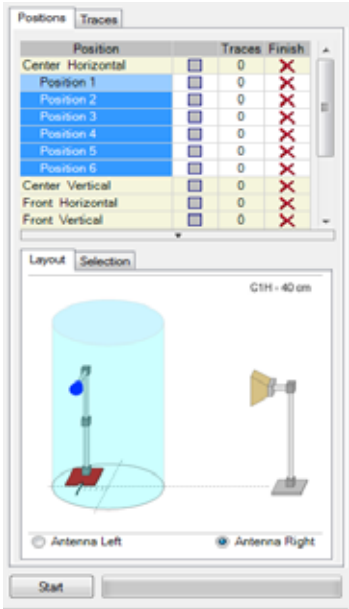 Positions Traces
Position Traces Finish
Center Horizontal 0
Position 1 0
Position 2 0
Position 3 0
Position 4 0
Position 5 0
Position 6 0
Center Vertical 0
Front Horizontal 0
Front Vertical 0
Layout Selection
C1H - 40 cm
Antenna Left Antenna Right
Start